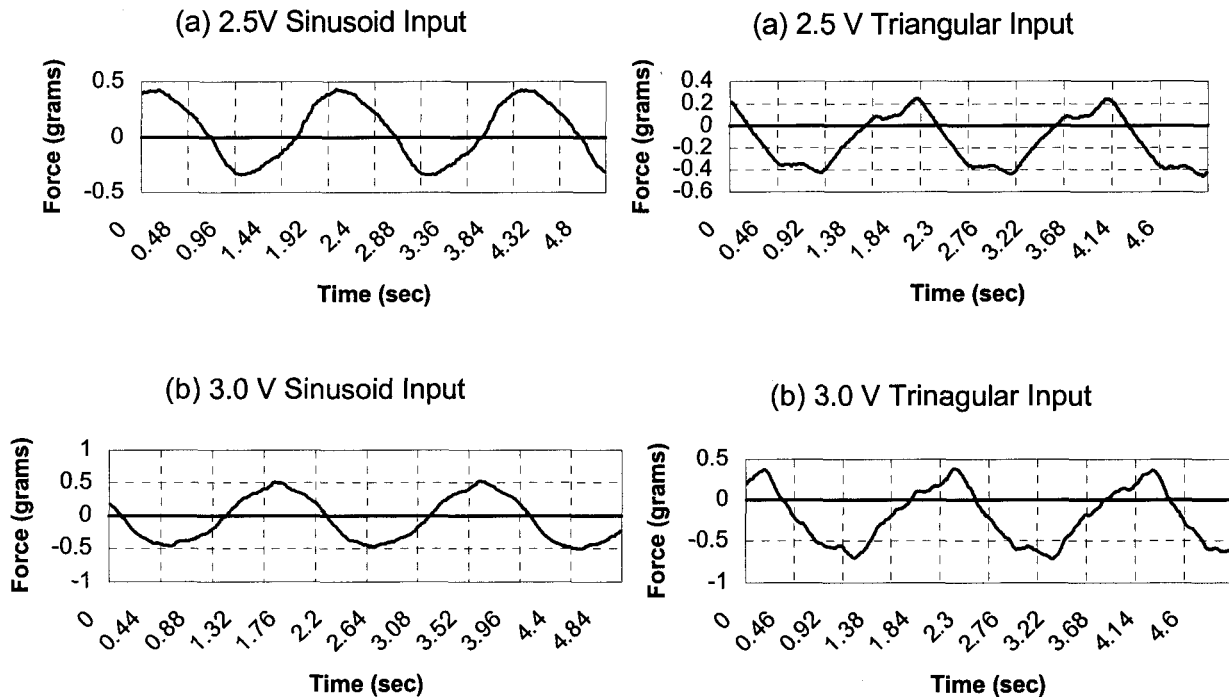 (a) 2.5V Sinusoid Input
Force (grams)
0.5
0
-0.5
0 0.48 0.96 1.44 1.92 2.4 2.88 3.36 3.84 4.32 4.8
Time (sec)
(a) 2.5 V Triangular Input
Force (grams)
0.4
0.2
0
-0.2
-0.4
-0.6
0 0.46 0.92 1.38 1.84 2.3 2.76 3.22 3.68 4.14 4.6
Time (sec)
(b) 3.0 V Sinusoid Input
Force (grams)
1
0.5
0
-0.5
-1
0 0.44 0.88 1.32 1.76 2.2 2.64 3.08 3.52 3.96 4.4 4.84
Time (sec)
(b) 3.0 V Trinagular Input
Force (grams)
0.5
0
-0.5
-1
0 0.46 0.92 1.38 1.84 2.3 2.76 3.22 3.68 4.14 4.6
Time (sec)